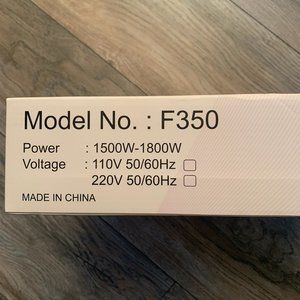 Model No. : F350
Power : 1500W-1800W
Voltage : 110V 50/60Hz ☐
220V 50/60Hz ☐
MADE IN CHINA